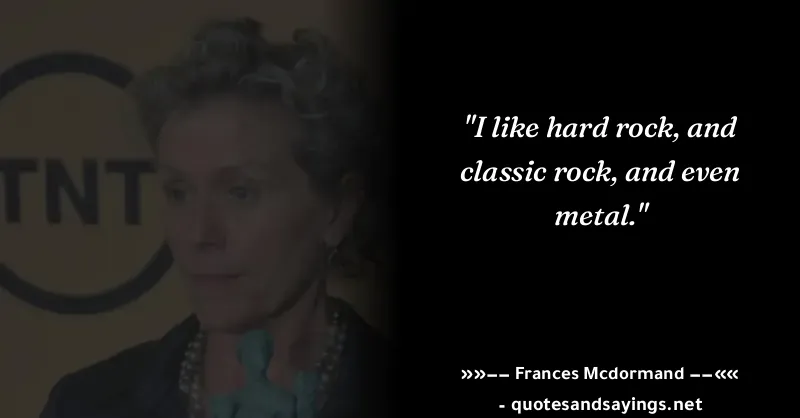 TNT
"I like hard rock, and
classic rock, and even
metal."
»»–– Frances Mcdormand ––««
- quotesandsayings.net